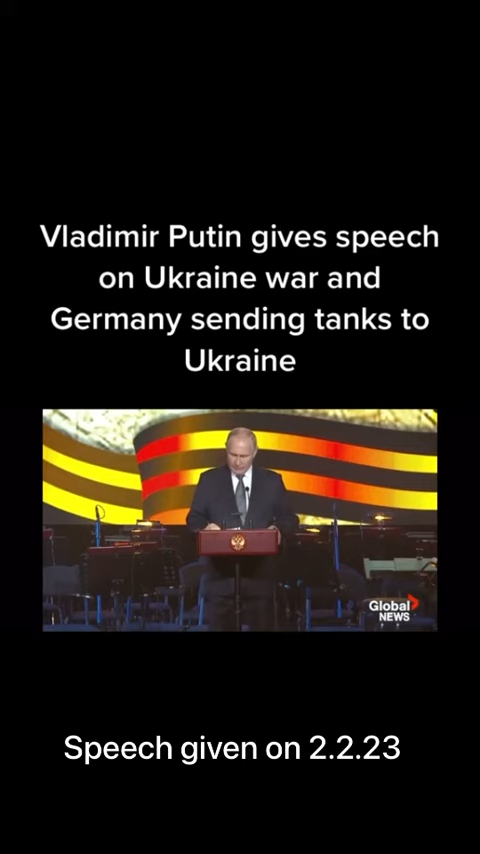 Vladimir Putin gives speech
on Ukraine war and
Germany sending tanks to
Ukraine
Global
NEWS
Speech given on 2.2.23